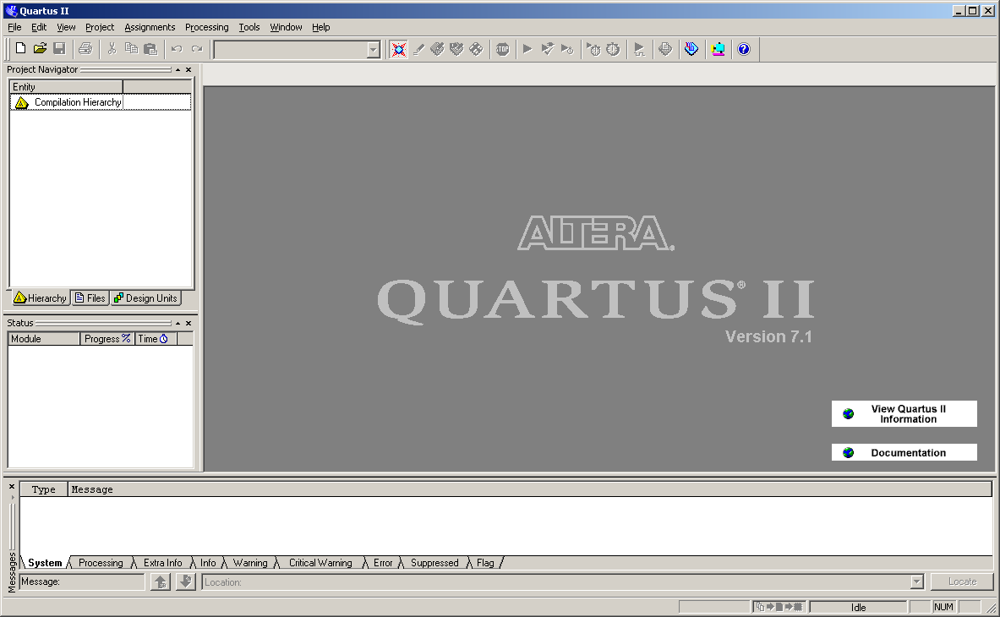 Quartus II
File Edit View Project Assignments Processing Tools Window Help
STOP
Project Navigator
Entity
Compilation Hierarchy
Hierarchy Files Design Units
Status
Module Progress % Time
ALTERA®
QUARTUS® II
Version 7.1
View Quartus II
Information
Documentation
Type Message
System Processing Extra Info Info Warning Critical Warning Error Suppressed Flag
Messages
Message: Location: Locate
Idle NUM